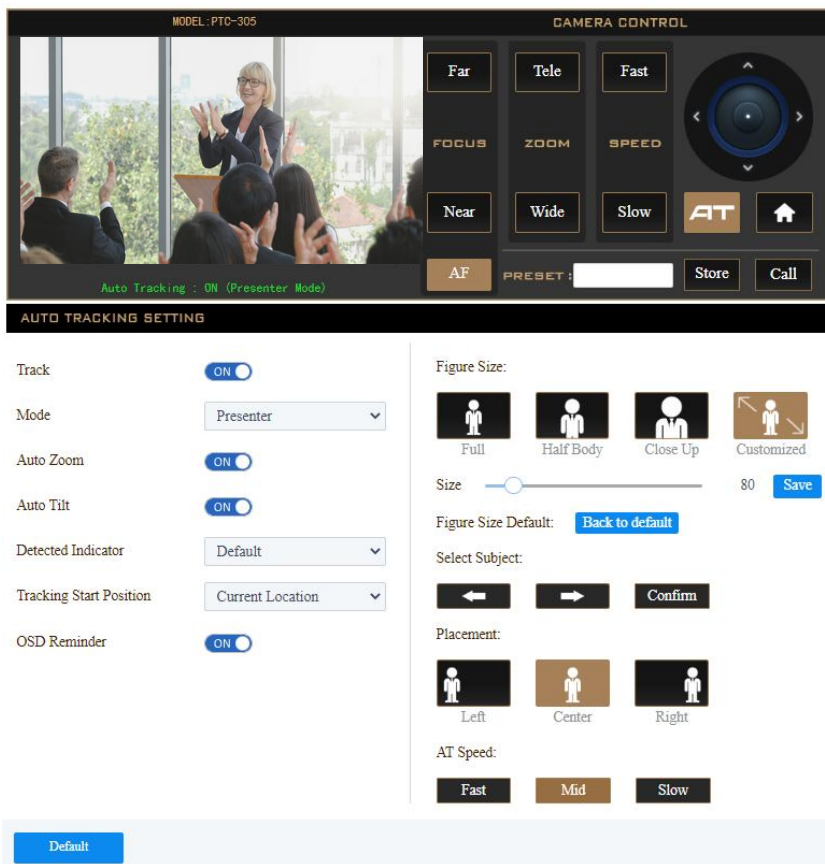 MODEL:PTC-305
CAMERA CONTROL
Far
Tele
Fast
FOCUS
ZOOM
SPEED
Near
Wide
Slow
AT
AF
PRESET :
Store
Call
Auto Tracking : ON (Presenter Mode)
AUTO TRACKING SETTING
Track
ON
Mode
Presenter
Auto Zoom
ON
Auto Tilt
ON
Detected Indicator
Default
Tracking Start Position
Current Location
OSD Reminder
ON
Figure Size:
Full
Half Body
Close Up
Customized
Size
80
Save
Figure Size Default:
Back to default
Select Subject:
Confirm
Placement:
Left
Center
Right
AT Speed:
Fast
Mid
Slow
Default